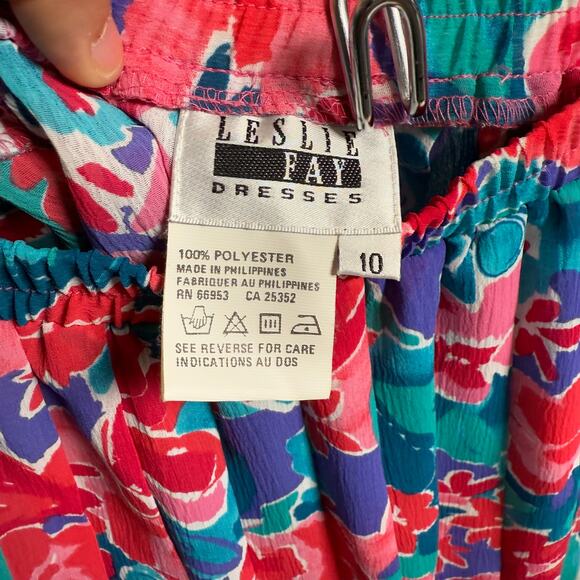 LESLIE
FAY
DRESSES
10
100% POLYESTER
MADE IN PHILIPPINES
FABRIQUER AU PHILIPPINES
RN 66953 CA 25352
SEE REVERSE FOR CARE
INDICATIONS AU DOS